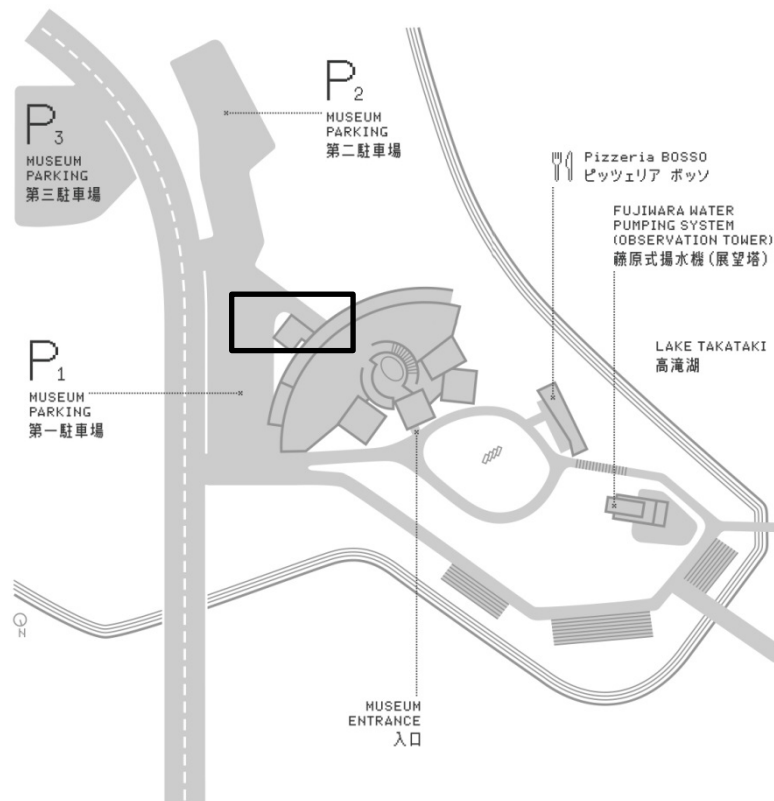 P2
MUSEUM
PARKING
第二駐車場
P3
MUSEUM
PARKING
第三駐車場
Pizzeria BOSSO
ピッツェリア ボッソ
FUJIWARA WATER
PUMPING SYSTEM
(OBSERVATION TOWER)
藤原式揚水機(展望塔)
LAKE TAKATAKI
高滝湖
P1
MUSEUM
PARKING
第一駐車場
N
MUSEUM
ENTRANCE
入口